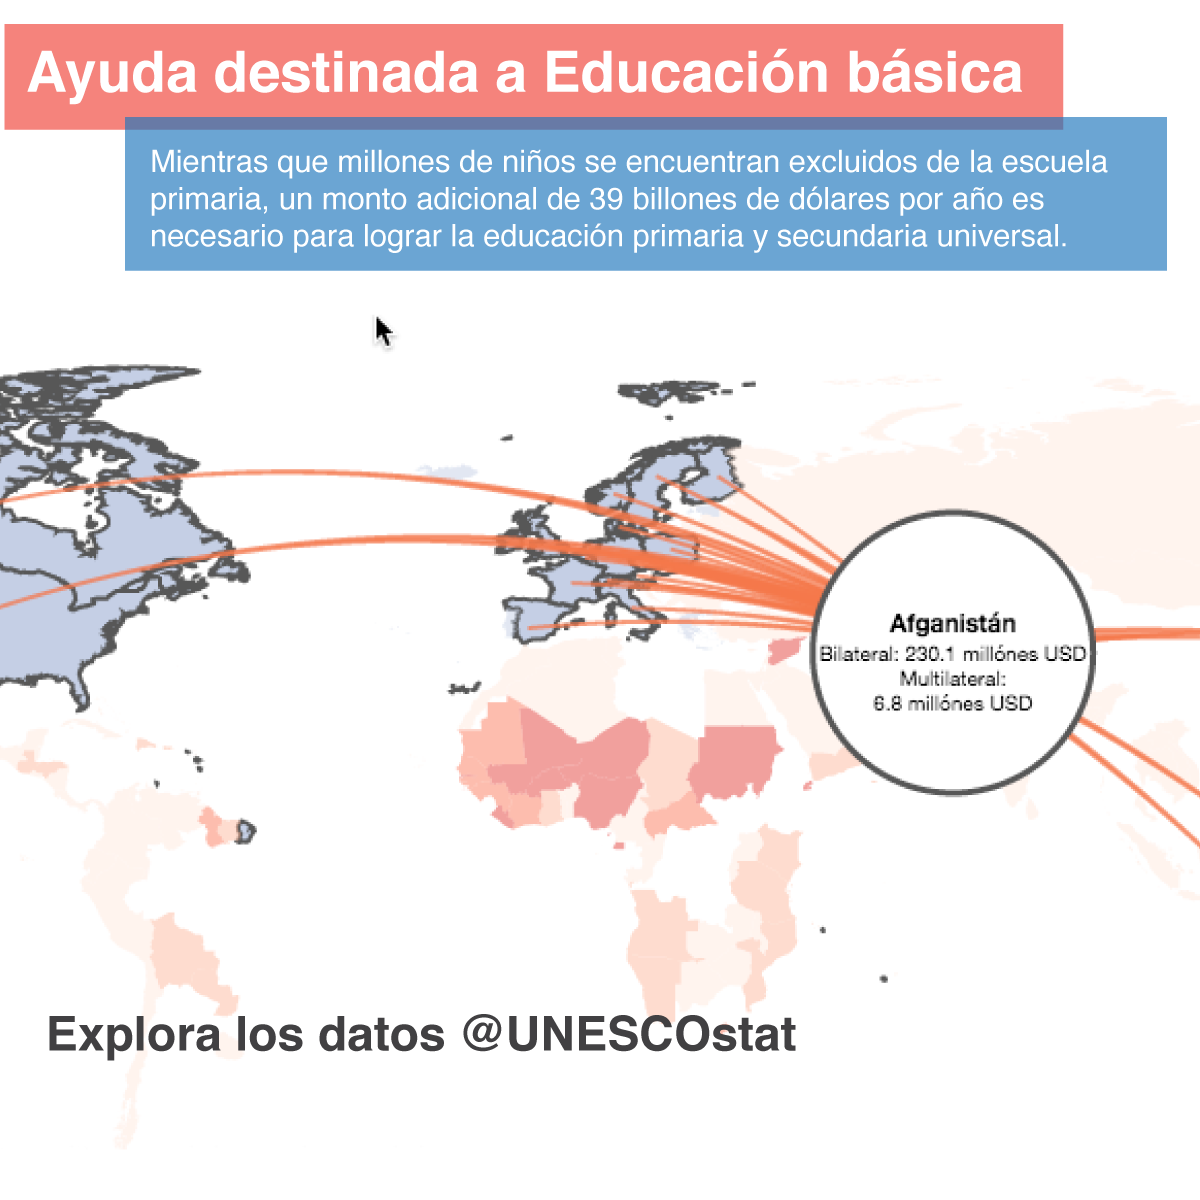 Ayuda destinada a Educación básica
Mientras que millones de niños se encuentran excluidos de la escuela
primaria, un monto adicional de 39 billones de dólares por año es
necesario para lograr la educación primaria y secundaria universal.
Afganistán
Bilateral: 230.1 millónes USD
Multilateral:
6.8 millónes USD
Explora los datos @UNESCOstat